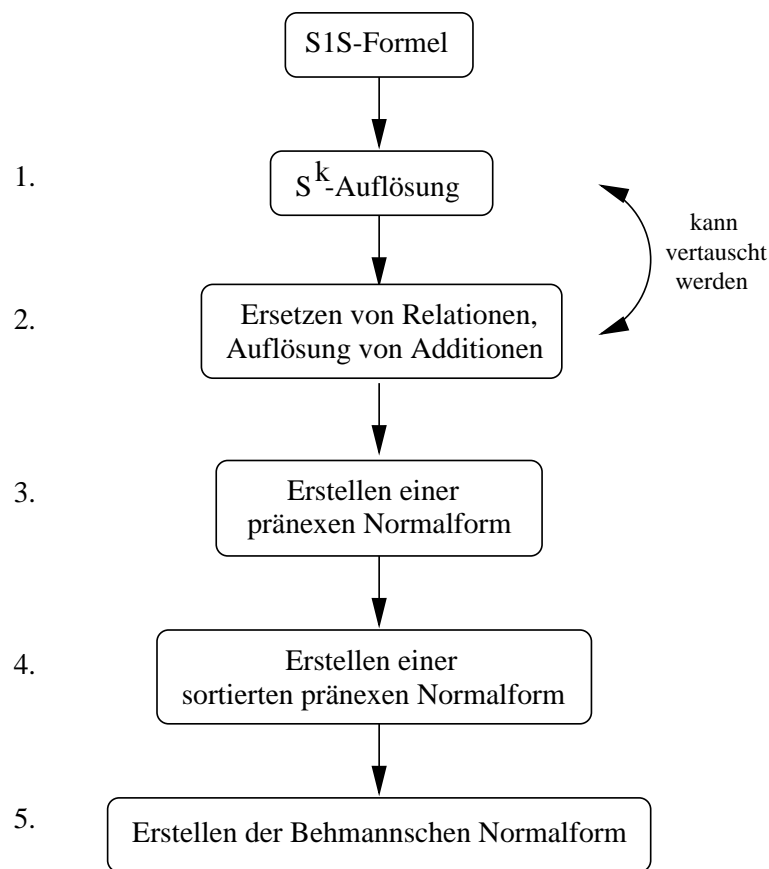 S1S-Formel
1.
S^k-Auflösung
kann
vertauscht
werden
2.
Ersetzen von Relationen,
Auflösung von Additionen
3.
Erstellen einer
pränexen Normalform
4.
Erstellen einer
sortierten pränexen Normalform
5.
Erstellen der Behmannschen Normalform